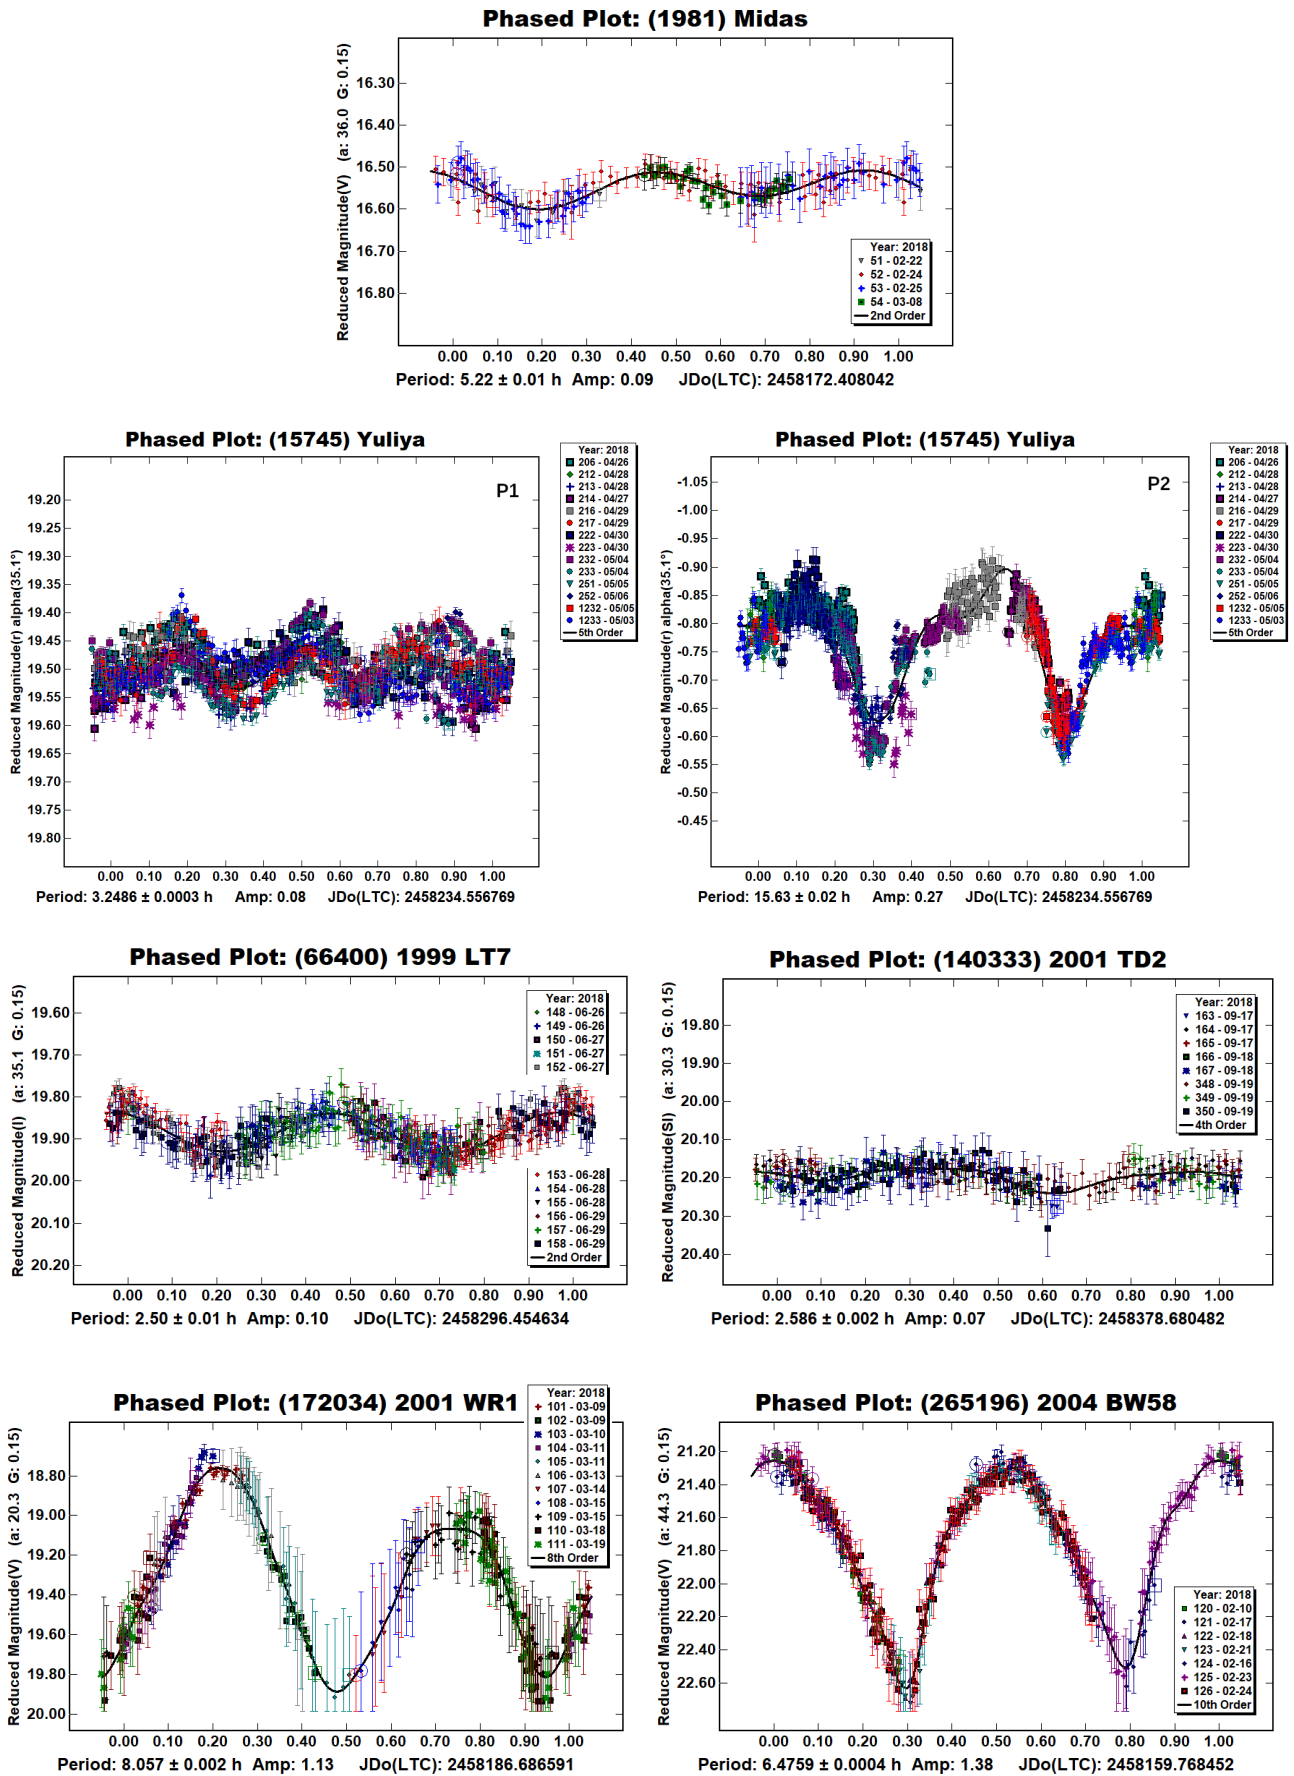 Phased Plot: (1981) Midas
Reduced Magnitude(V) (a: 36.0 G: 0.15)
16.30
16.40
16.50
16.60
16.70
16.80
Year: 2018
51 - 02-22
52 - 02-24
53 - 02-25
54 - 03-08
2nd Order
0.00 0.10 0.20 0.30 0.40 0.50 0.60 0.70 0.80 0.90 1.00
Period: 5.22 ± 0.01 h Amp: 0.09 JDo(LTC): 2458172.408042
Phased Plot: (15745) Yuliya
P1
Reduced Magnitude(r) alpha(35.1°)
19.20
19.25
19.30
19.35
19.40
19.45
19.50
19.55
19.60
19.65
19.70
19.75
19.80
Year: 2018
206 - 04/26
212 - 04/28
213 - 04/28
214 - 04/27
216 - 04/29
217 - 04/29
222 - 04/30
223 - 04/30
232 - 05/04
233 - 05/04
251 - 05/05
252 - 05/06
1232 - 05/05
1233 - 05/03
5th Order
0.00 0.10 0.20 0.30 0.40 0.50 0.60 0.70 0.80 0.90 1.00
Period: 3.2486 ± 0.0003 h Amp: 0.08 JDo(LTC): 2458234.556769
Phased Plot: (15745) Yuliya
P2
Reduced Magnitude(r) alpha(35.1°)
-1.05
-1.00
-0.95
-0.90
-0.85
-0.80
-0.75
-0.70
-0.65
-0.60
-0.55
-0.50
-0.45
Year: 2018
206 - 04/26
212 - 04/28
213 - 04/28
214 - 04/27
216 - 04/29
217 - 04/29
222 - 04/30
223 - 04/30
232 - 05/04
233 - 05/04
251 - 05/05
252 - 05/06
1232 - 05/05
1233 - 05/03
5th Order
0.00 0.10 0.20 0.30 0.40 0.50 0.60 0.70 0.80 0.90 1.00
Period: 15.63 ± 0.02 h Amp: 0.27 JDo(LTC): 2458234.556769
Phased Plot: (66400) 1999 LT7
Reduced Magnitude(I) (a: 35.1 G: 0.15)
19.60
19.70
19.80
19.90
20.00
20.10
20.20
Year: 2018
148 - 06-26
149 - 06-26
150 - 06-27
151 - 06-27
152 - 06-27
153 - 06-28
154 - 06-28
155 - 06-28
156 - 06-29
157 - 06-29
158 - 06-29
2nd Order
0.00 0.10 0.20 0.30 0.40 0.50 0.60 0.70 0.80 0.90 1.00
Period: 2.50 ± 0.01 h Amp: 0.10 JDo(LTC): 2458296.454634
Phased Plot: (140333) 2001 TD2
Reduced Magnitude(SI) (a: 30.3 G: 0.15)
19.80
19.90
20.00
20.10
20.20
20.30
20.40
Year: 2018
163 - 09-17
164 - 09-17
165 - 09-17
166 - 09-18
167 - 09-18
348 - 09-19
349 - 09-19
350 - 09-19
4th Order
0.00 0.10 0.20 0.30 0.40 0.50 0.60 0.70 0.80 0.90 1.00
Period: 2.586 ± 0.002 h Amp: 0.07 JDo(LTC): 2458378.680482
Phased Plot: (172034) 2001 WR1
Reduced Magnitude(V) (a: 20.3 G: 0.15)
18.80
19.00
19.20
19.40
19.60
19.80
20.00
Year: 2018
101 - 03-09
102 - 03-09
103 - 03-10
104 - 03-11
105 - 03-11
106 - 03-13
107 - 03-14
108 - 03-15
109 - 03-15
110 - 03-18
111 - 03-19
8th Order
0.00 0.10 0.20 0.30 0.40 0.50 0.60 0.70 0.80 0.90 1.00
Period: 8.057 ± 0.002 h Amp: 1.13 JDo(LTC): 2458186.686591
Phased Plot: (265196) 2004 BW58
Reduced Magnitude(V) (a: 44.3 G: 0.15)
21.20
21.40
21.60
21.80
22.00
22.20
22.40
22.60
Year: 2018
120 - 02-10
121 - 02-17
122 - 02-18
123 - 02-21
124 - 02-16
125 - 02-23
126 - 02-24
10th Order
0.00 0.10 0.20 0.30 0.40 0.50 0.60 0.70 0.80 0.90 1.00
Period: 6.4759 ± 0.0004 h Amp: 1.38 JDo(LTC): 2458159.768452